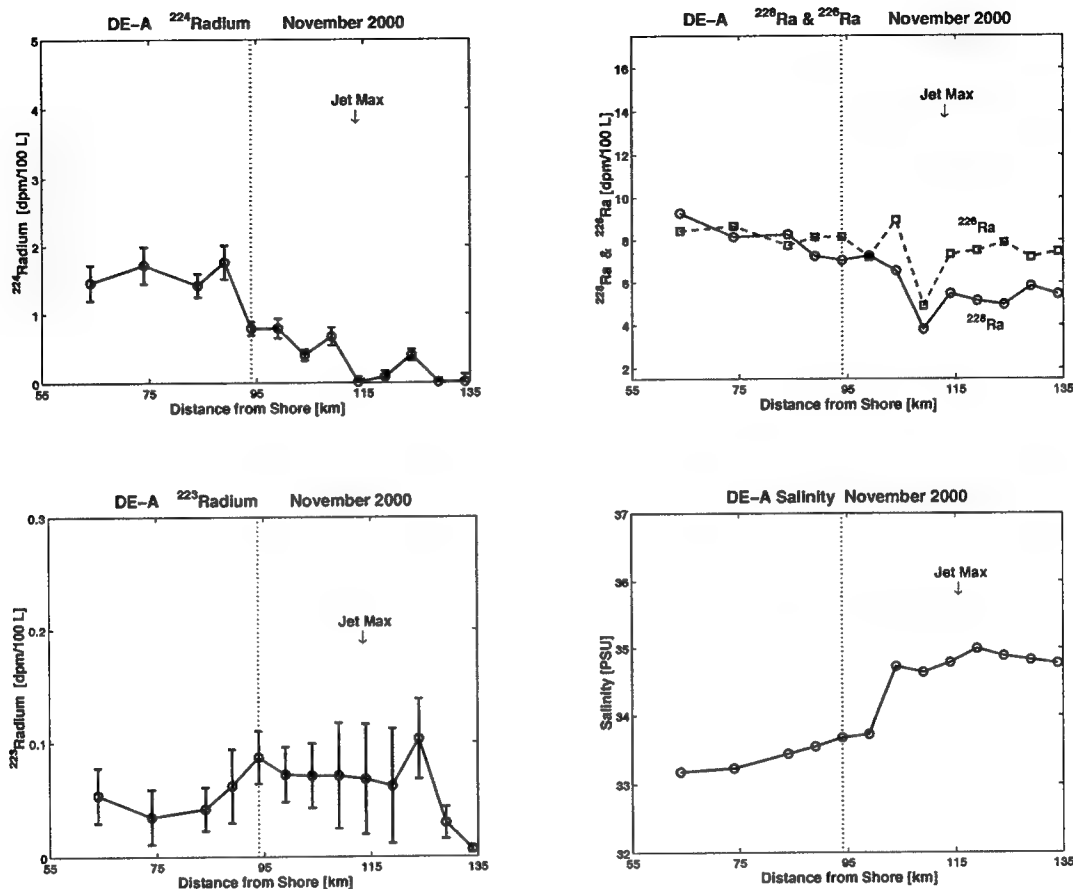 DE-A ²²⁴Radium November 2000
5
4
3
2
1
0
²²⁴Radium [dpm/100 L]
Jet Max
↓
55 75 95 115 135
Distance from Shore [km]
DE-A ²²⁸Ra & ²²⁶Ra November 2000
16
14
12
10
8
6
4
2
²²⁸Ra & ²²⁶Ra [dpm/100 L]
Jet Max
↓
²²⁶Ra
²²⁸Ra
55 75 95 115 135
Distance from Shore [km]
DE-A ²²³Radium November 2000
0.3
0.2
0.1
0
²²³Radium [dpm/100 L]
Jet Max
↓
55 75 95 115 135
Distance from Shore [km]
DE-A Salinity November 2000
37
36
35
34
33
32
Salinity [PSU]
Jet Max
↓
55 75 95 115 135
Distance from Shore [km]